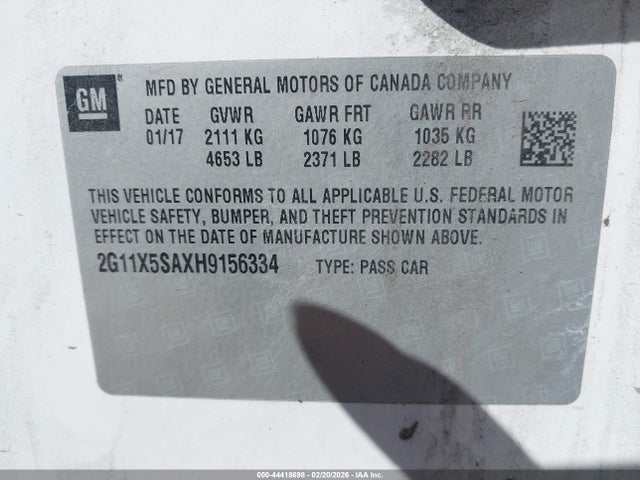 GM
MFD BY GENERAL MOTORS OF CANADA COMPANY
DATE GVWR GAWR FRT GAWR RR
01/17 2111 KG 1076 KG 1035 KG
4653 LB 2371 LB 2282 LB
THIS VEHICLE CONFORMS TO ALL APPLICABLE U.S. FEDERAL MOTOR
VEHICLE SAFETY, BUMPER, AND THEFT PREVENTION STANDARDS IN
EFFECT ON THE DATE OF MANUFACTURE SHOWN ABOVE.
2G11X5SAXH9156334 TYPE: PASS CAR
000-44418698 - 02/20/2026 - IAAI, Inc.